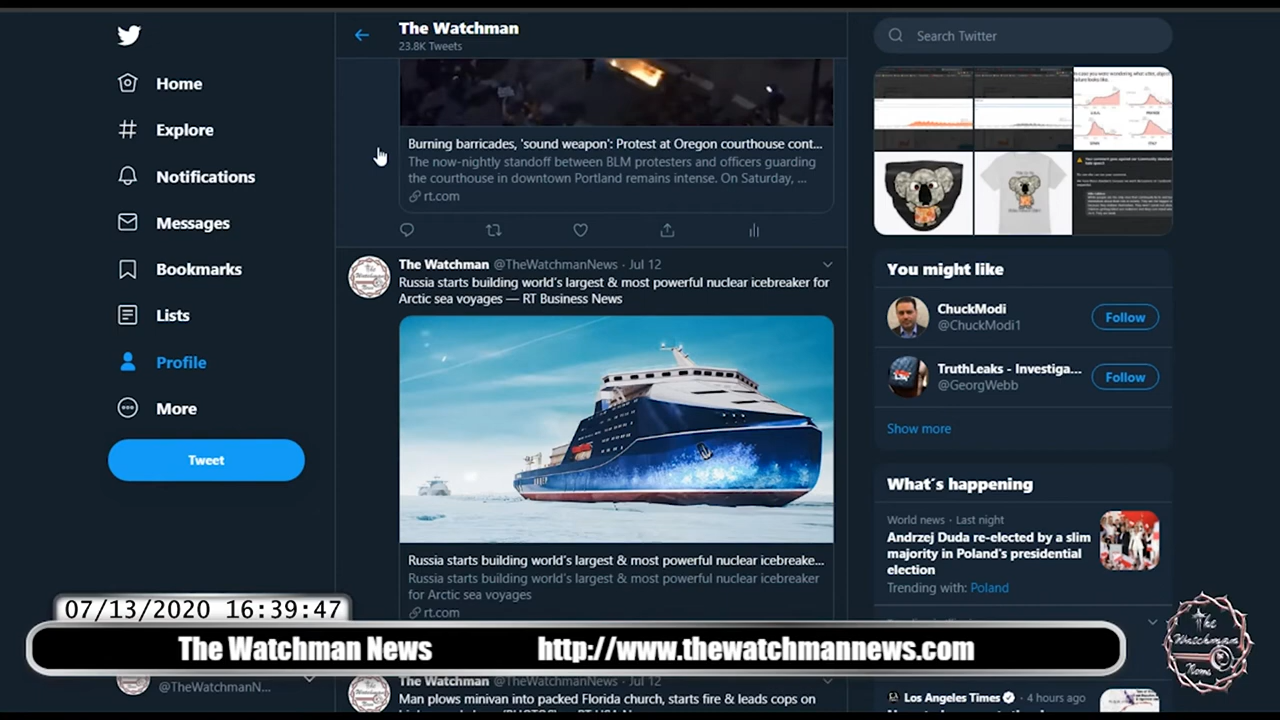 Home
Explore
Notifications
Messages
Bookmarks
Lists
Profile
More
Tweet
The Watchman
23.8K Tweets
Burning barricades, 'sound weapon': Protest at Oregon courthouse cont...
The now-nightly standoff between BLM protesters and officers guarding
the courthouse in downtown Portland remains intense. On Saturday, ...
rt.com
The Watchman @TheWatchmanNews · Jul 12
Russia starts building world's largest & most powerful nuclear icebreaker for
Arctic sea voyages — RT Business News
Russia starts building world's largest & most powerful nuclear icebreake...
Russia starts building world's largest & most powerful nuclear icebreaker
for Arctic sea voyages
rt.com
The Watchman @TheWatchmanNews · Jul 12
Man plows minivan into packed Florida church, starts fire & leads cops on
Search Twitter
You might like
ChuckModi
@ChuckModi1
Follow
TruthLeaks - Investiga...
@GeorgWebb
Follow
Show more
What's happening
World news · Last night
Andrzej Duda re-elected by a slim
majority in Poland's presidential
election
Trending with: Poland
Los Angeles Times · 4 hours ago
07/13/2020 16:39:47
The Watchman News http://www.thewatchmannews.com
@TheWatchmanN...
The
Watchman
News